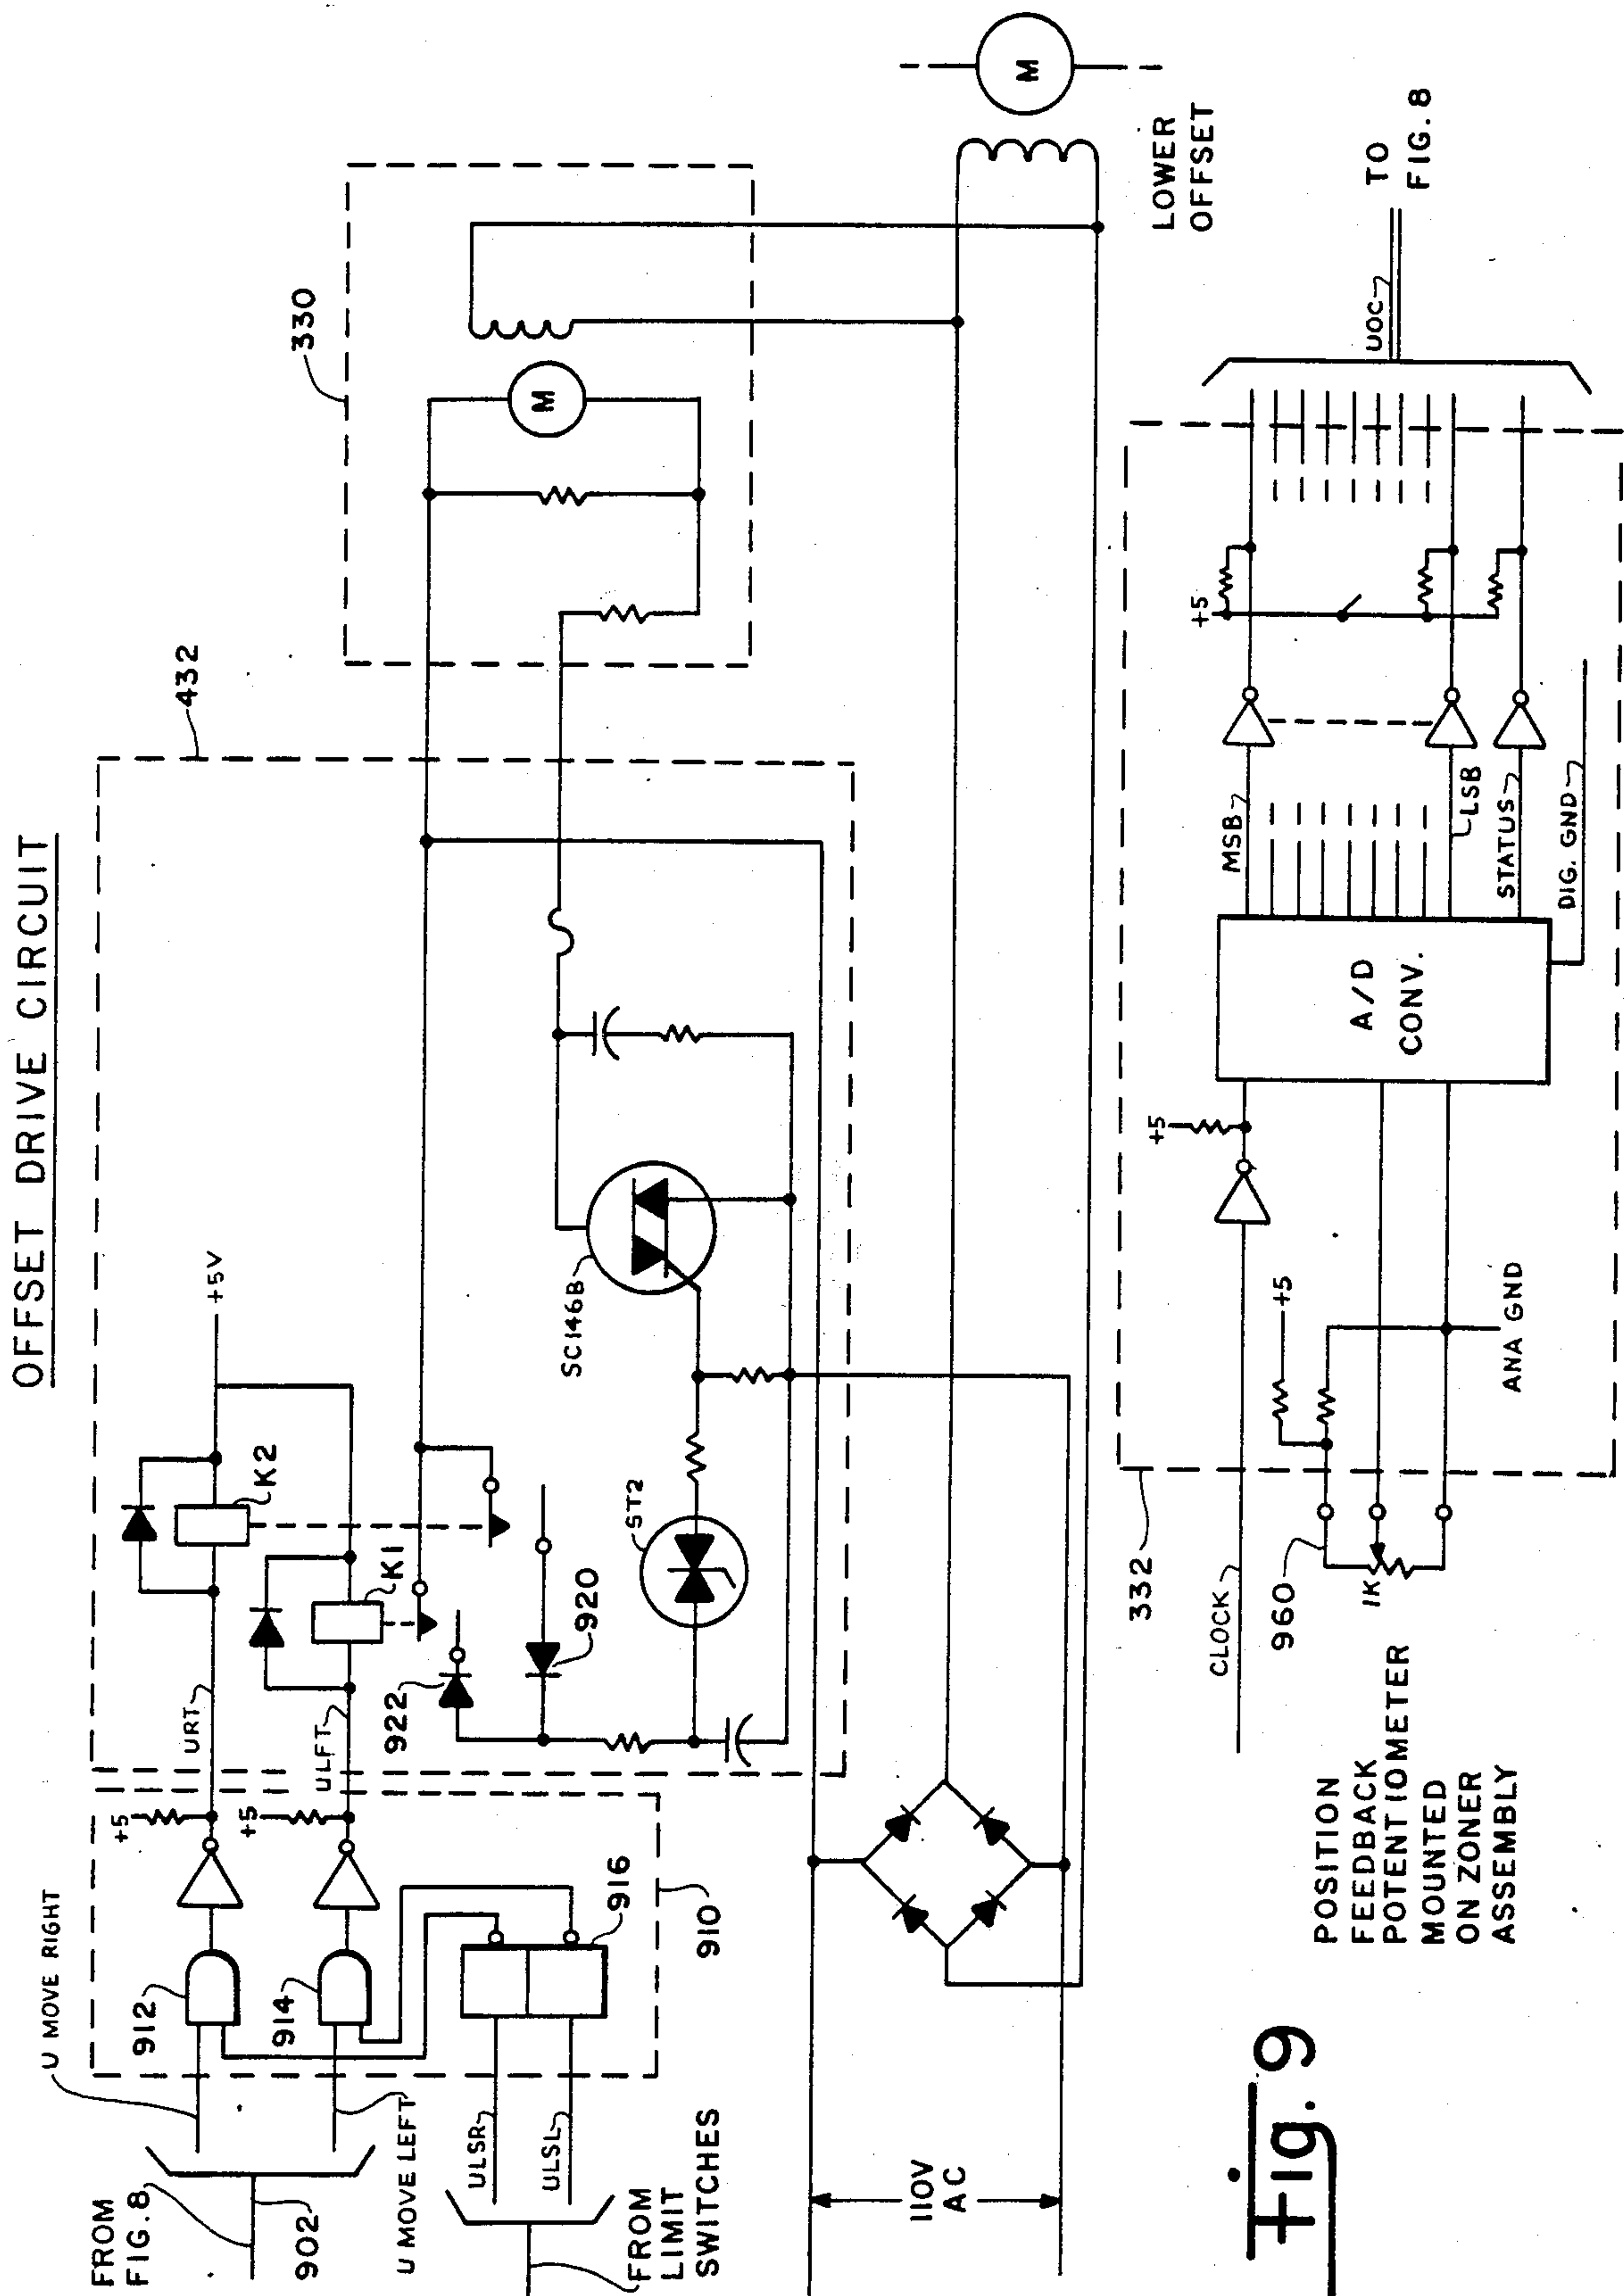 OFFSET DRIVE CIRCUIT
FROM
FIG. 8
902
U MOVE RIGHT
U MOVE LEFT
912
914
+5
+5
ULSR
ULSL
916
910
FROM
LIMIT
SWITCHES
URT
ULFT
K2
K1
+5V
432
922
920
ST2
SC146B
330
M
M
LOWER
OFFSET
110V
AC
332
CLOCK
+5
960
1K
+5
ANA GND
A/D
CONV.
MSB
LSB
STATUS
DIG. GND
+5
UOC
TO
FIG. 8
POSITION
FEEDBACK
POTENTIOMETER
MOUNTED
ON ZONER
ASSEMBLY
Fig. 9